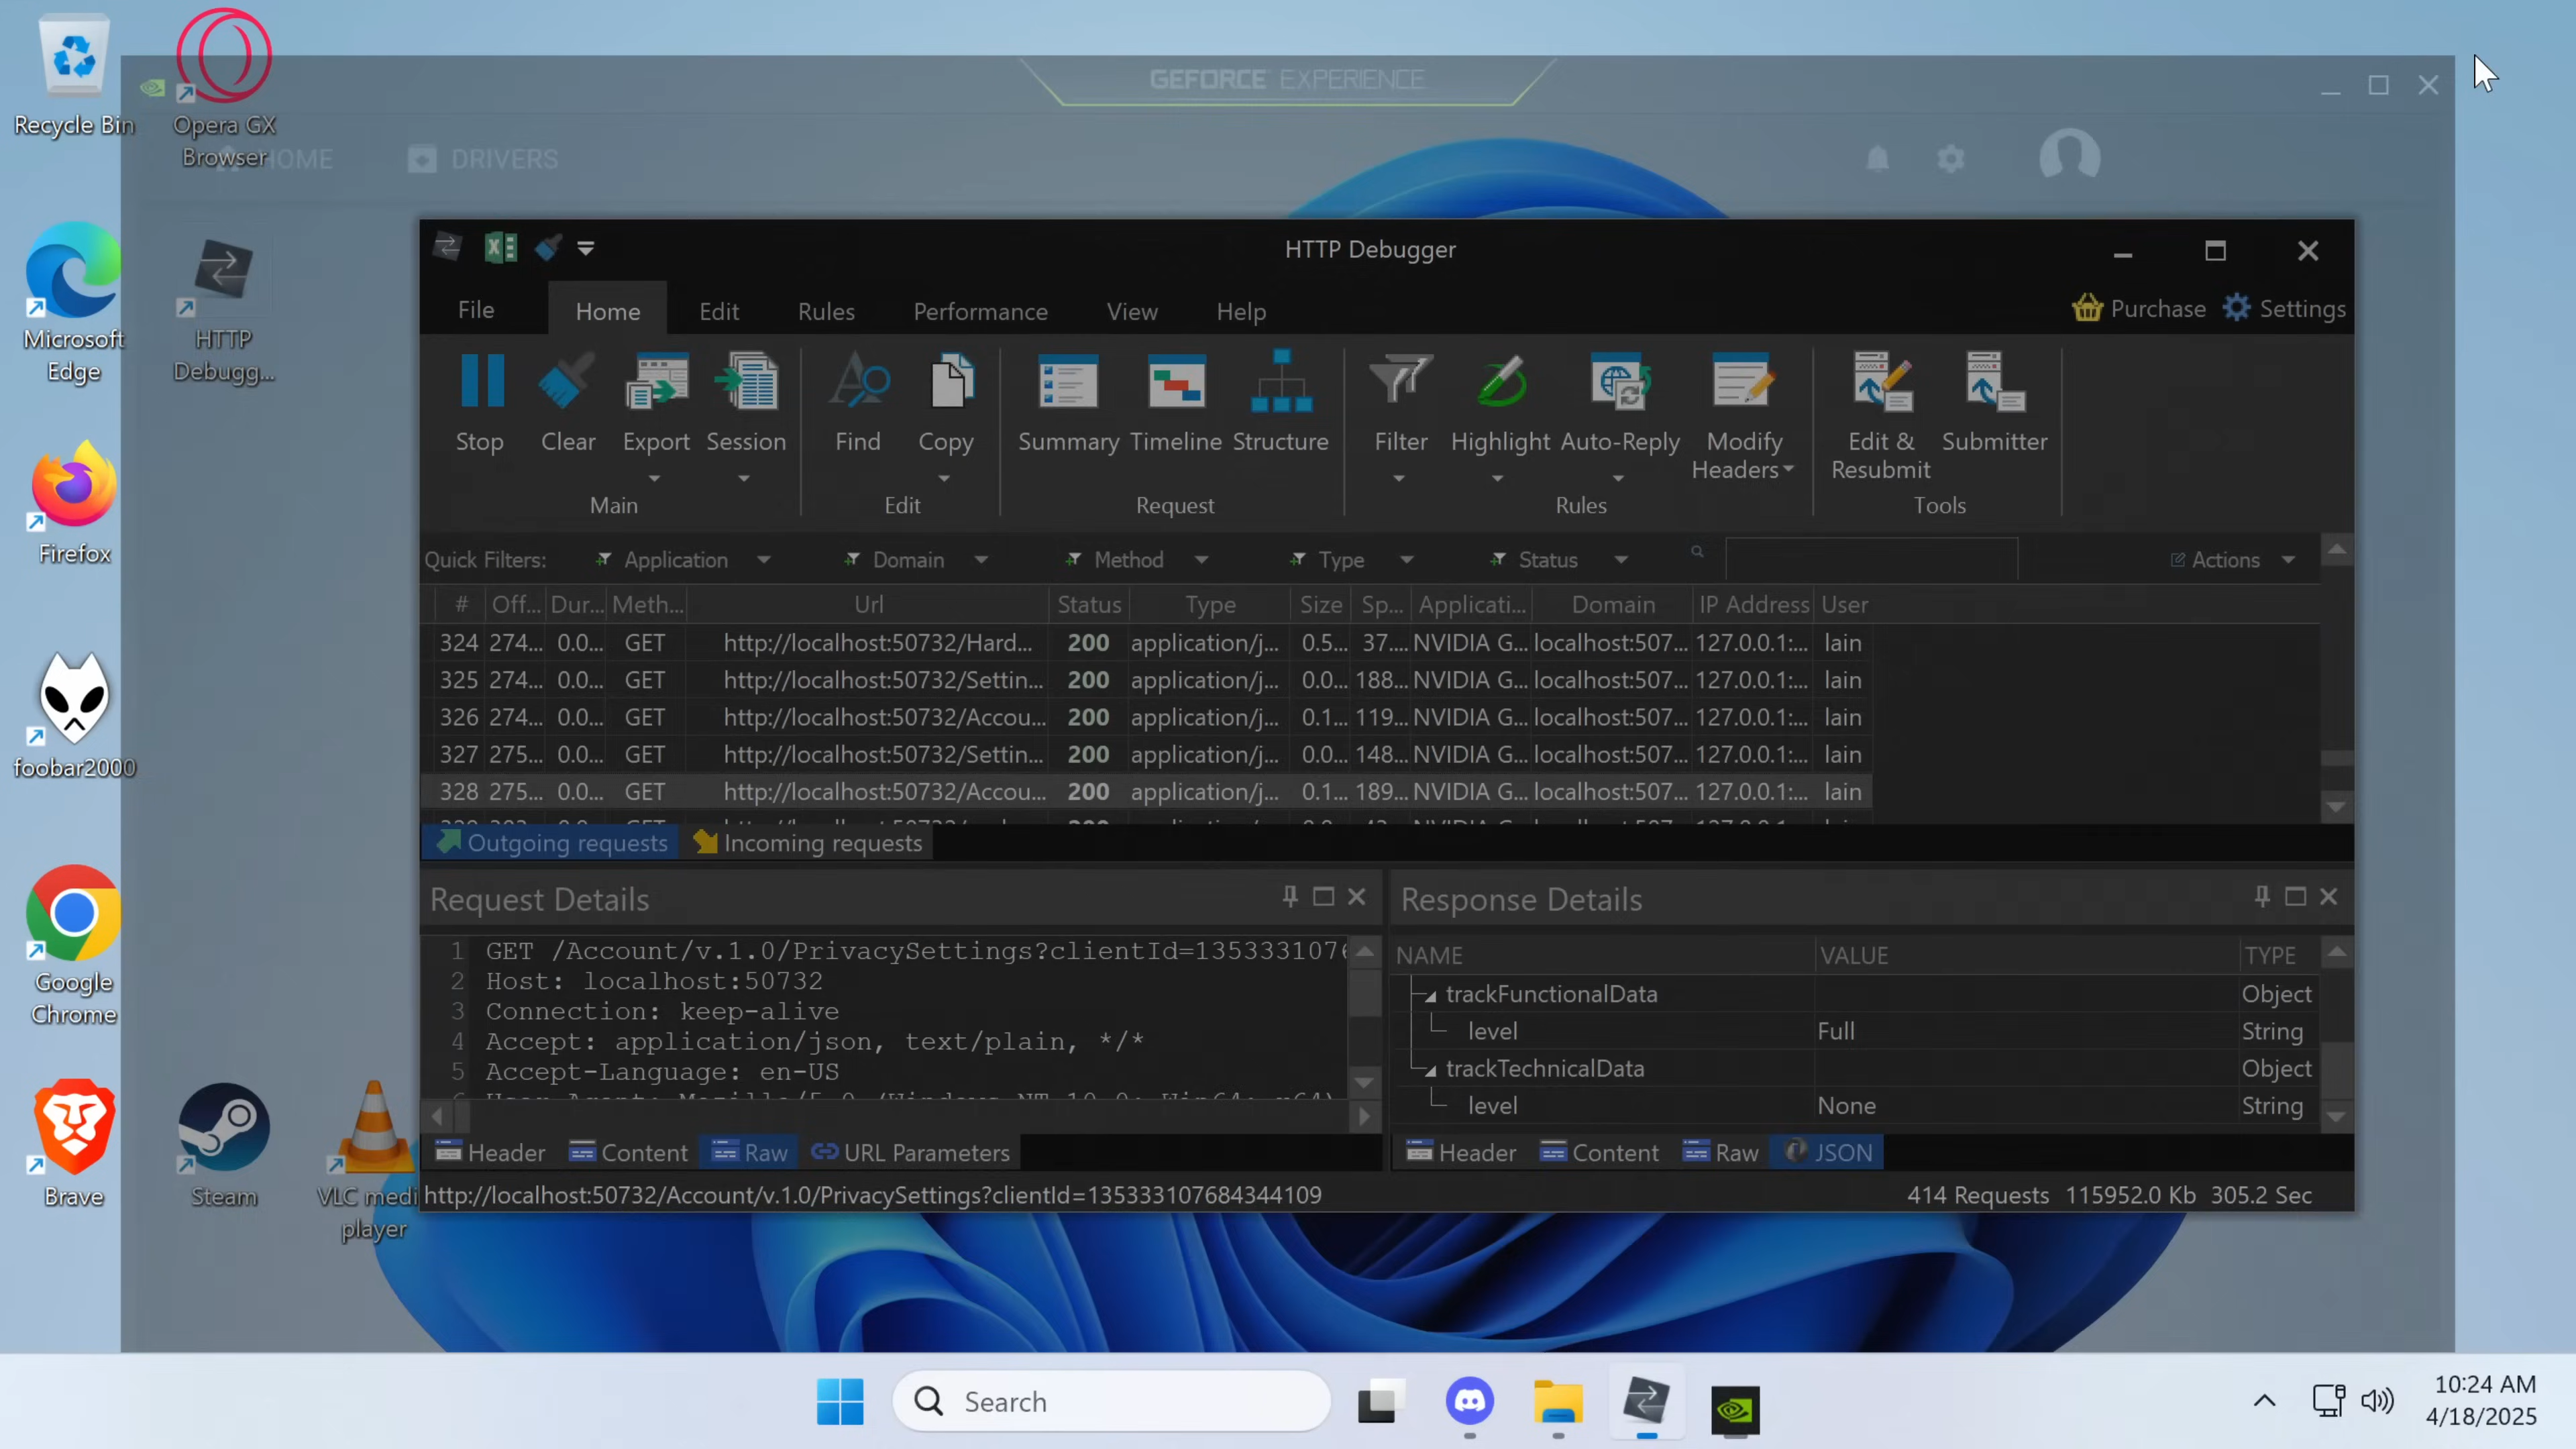 Recycle Bin
Opera GX
Browser
Microsoft
Edge
HTTP
Debugg...
Firefox
foobar2000
Google
Chrome
Brave
Steam
VLC medi
player
GEFORCE EXPERIENCE
HOME
DRIVERS
HTTP Debugger
File
Home
Edit
Rules
Performance
View
Help
Purchase
Settings
Stop
Clear
Export
Session
Find
Copy
Summary
Timeline
Structure
Filter
Highlight
Auto-Reply
Modify
Headers
Edit &
Resubmit
Submitter
Main
Edit
Request
Rules
Tools
Quick Filters:
Application
Domain
Method
Type
Status
Actions
# Off... Dur... Meth... Url Status Type Size Sp... Applicati... Domain IP Address User
324 274... 0.0... GET http://localhost:50732/Hard... 200 application/j... 0.5... 37.... NVIDIA G... localhost:507... 127.0.0.1:... lain
325 274... 0.0... GET http://localhost:50732/Settin... 200 application/j... 0.0... 188... NVIDIA G... localhost:507... 127.0.0.1:... lain
326 274... 0.0... GET http://localhost:50732/Accou... 200 application/j... 0.1... 119... NVIDIA G... localhost:507... 127.0.0.1:... lain
327 275... 0.0... GET http://localhost:50732/Settin... 200 application/j... 0.0... 148... NVIDIA G... localhost:507... 127.0.0.1:... lain
328 275... 0.0... GET http://localhost:50732/Accou... 200 application/j... 0.1... 189... NVIDIA G... localhost:507... 127.0.0.1:... lain
Outgoing requests
Incoming requests
Request Details
1 GET /Account/v.1.0/PrivacySettings?clientId=1353331076
2 Host: localhost:50732
3 Connection: keep-alive
4 Accept: application/json, text/plain, */*
5 Accept-Language: en-US
Header
Content
Raw
URL Parameters
Response Details
NAME VALUE TYPE
trackFunctionalData Object
level Full String
trackTechnicalData Object
level None String
Header
Content
Raw
JSON
http://localhost:50732/Account/v.1.0/PrivacySettings?clientId=135333107684344109
414 Requests 115952.0 Kb 305.2 Sec
Search
10:24 AM
4/18/2025